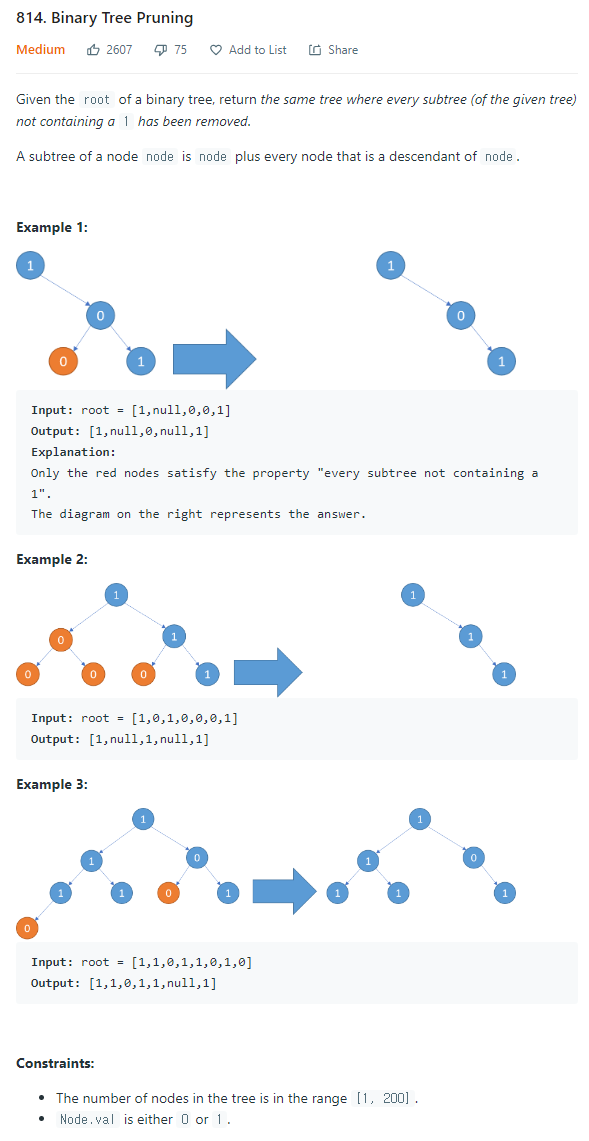 814. Binary Tree Pruning
Medium 2607 75 Add to List Share
Given the root of a binary tree, return the same tree where every subtree (of the given tree)
not containing a 1 has been removed.
A subtree of a node node is node plus every node that is a descendant of node.
Example 1:
1 1
0 0
0 1 1
Input: root = [1,null,0,0,1]
Output: [1,null,0,null,1]
Explanation:
Only the red nodes satisfy the property "every subtree not containing a
1".
The diagram on the right represents the answer.
Example 2:
1 1
0 1 1
0 0 0 1 1
Input: root = [1,0,1,0,0,0,1]
Output: [1,null,1,null,1]
Example 3:
1 1
1 0 1 0
1 1 0 1 1 1 1
0
Input: root = [1,1,0,1,1,0,1,0]
Output: [1,1,0,1,1,null,1]
Constraints:
• The number of nodes in the tree is in the range [1, 200].
• Node.val is either 0 or 1.